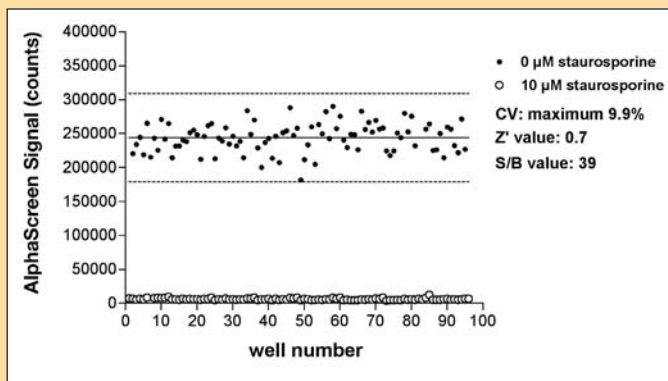 AlphaScreen Signal (counts)
400000
350000
300000
250000
200000
150000
100000
50000
0
0 10 20 30 40 50 60 70 80 90 100
well number
0 µM staurosporine
10 µM staurosporine
CV: maximum 9.9%
Z' value: 0.7
S/B value: 39